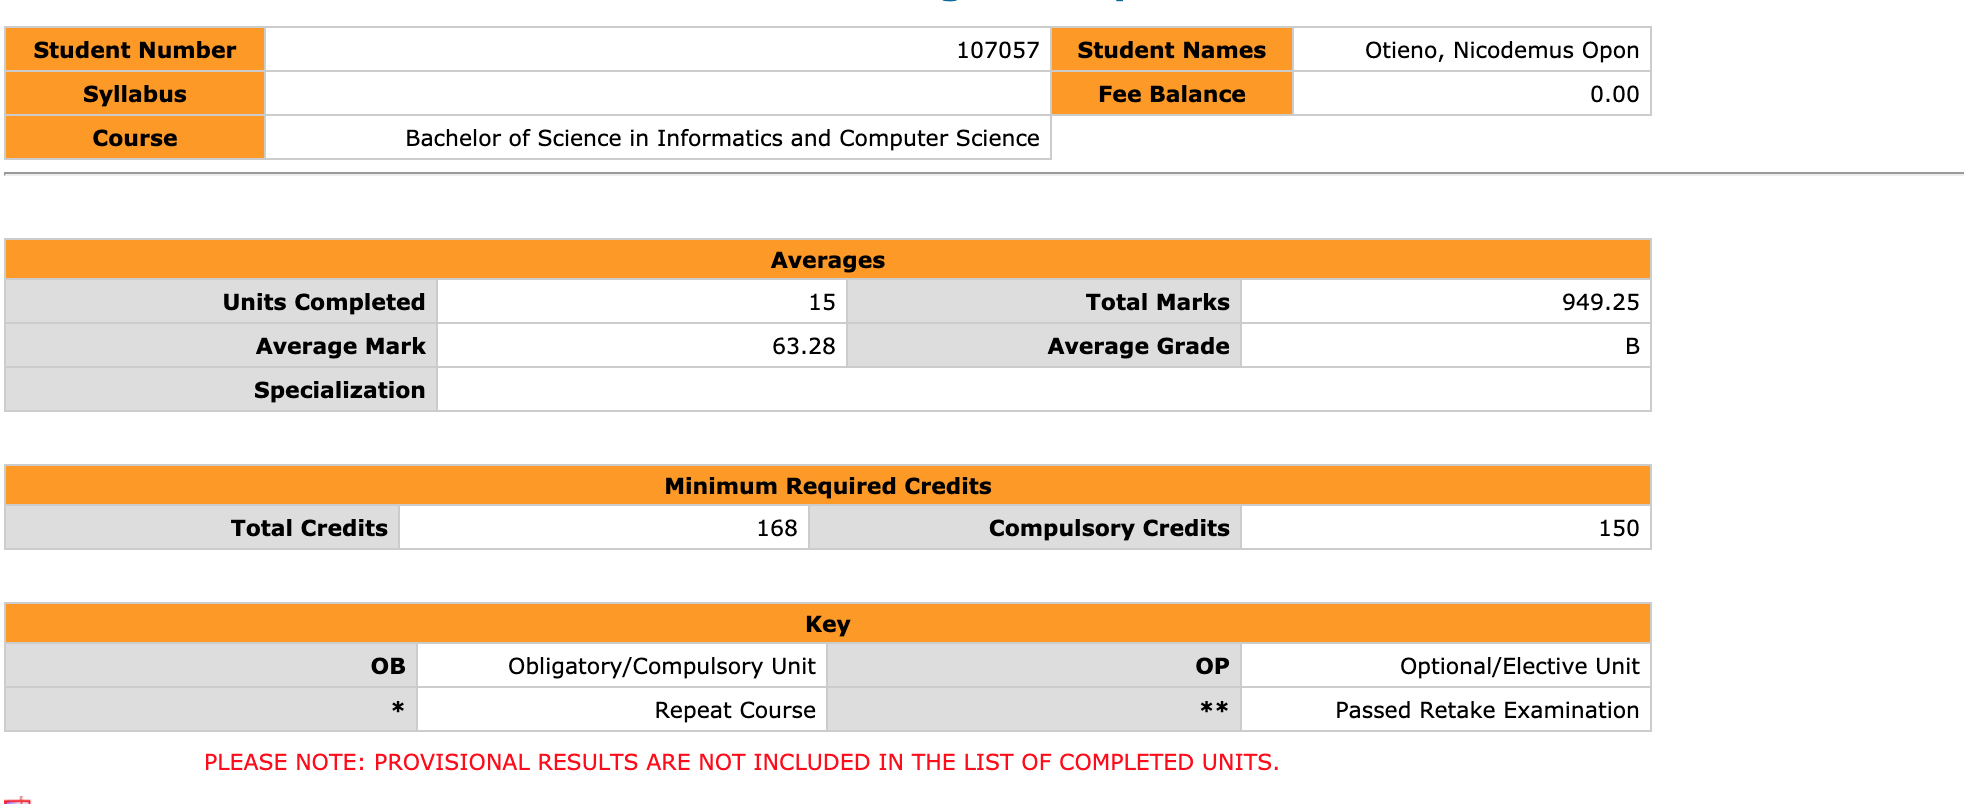 Student Number 107057 Student Names Otieno, Nicodemus Opon
Syllabus Fee Balance 0.00
Course Bachelor of Science in Informatics and Computer Science
Averages
Units Completed 15 Total Marks 949.25
Average Mark 63.28 Average Grade B
Specialization
Minimum Required Credits
Total Credits 168 Compulsory Credits 150
Key
OB Obligatory/Compulsory Unit OP Optional/Elective Unit
* Repeat Course ** Passed Retake Examination
PLEASE NOTE: PROVISIONAL RESULTS ARE NOT INCLUDED IN THE LIST OF COMPLETED UNITS.